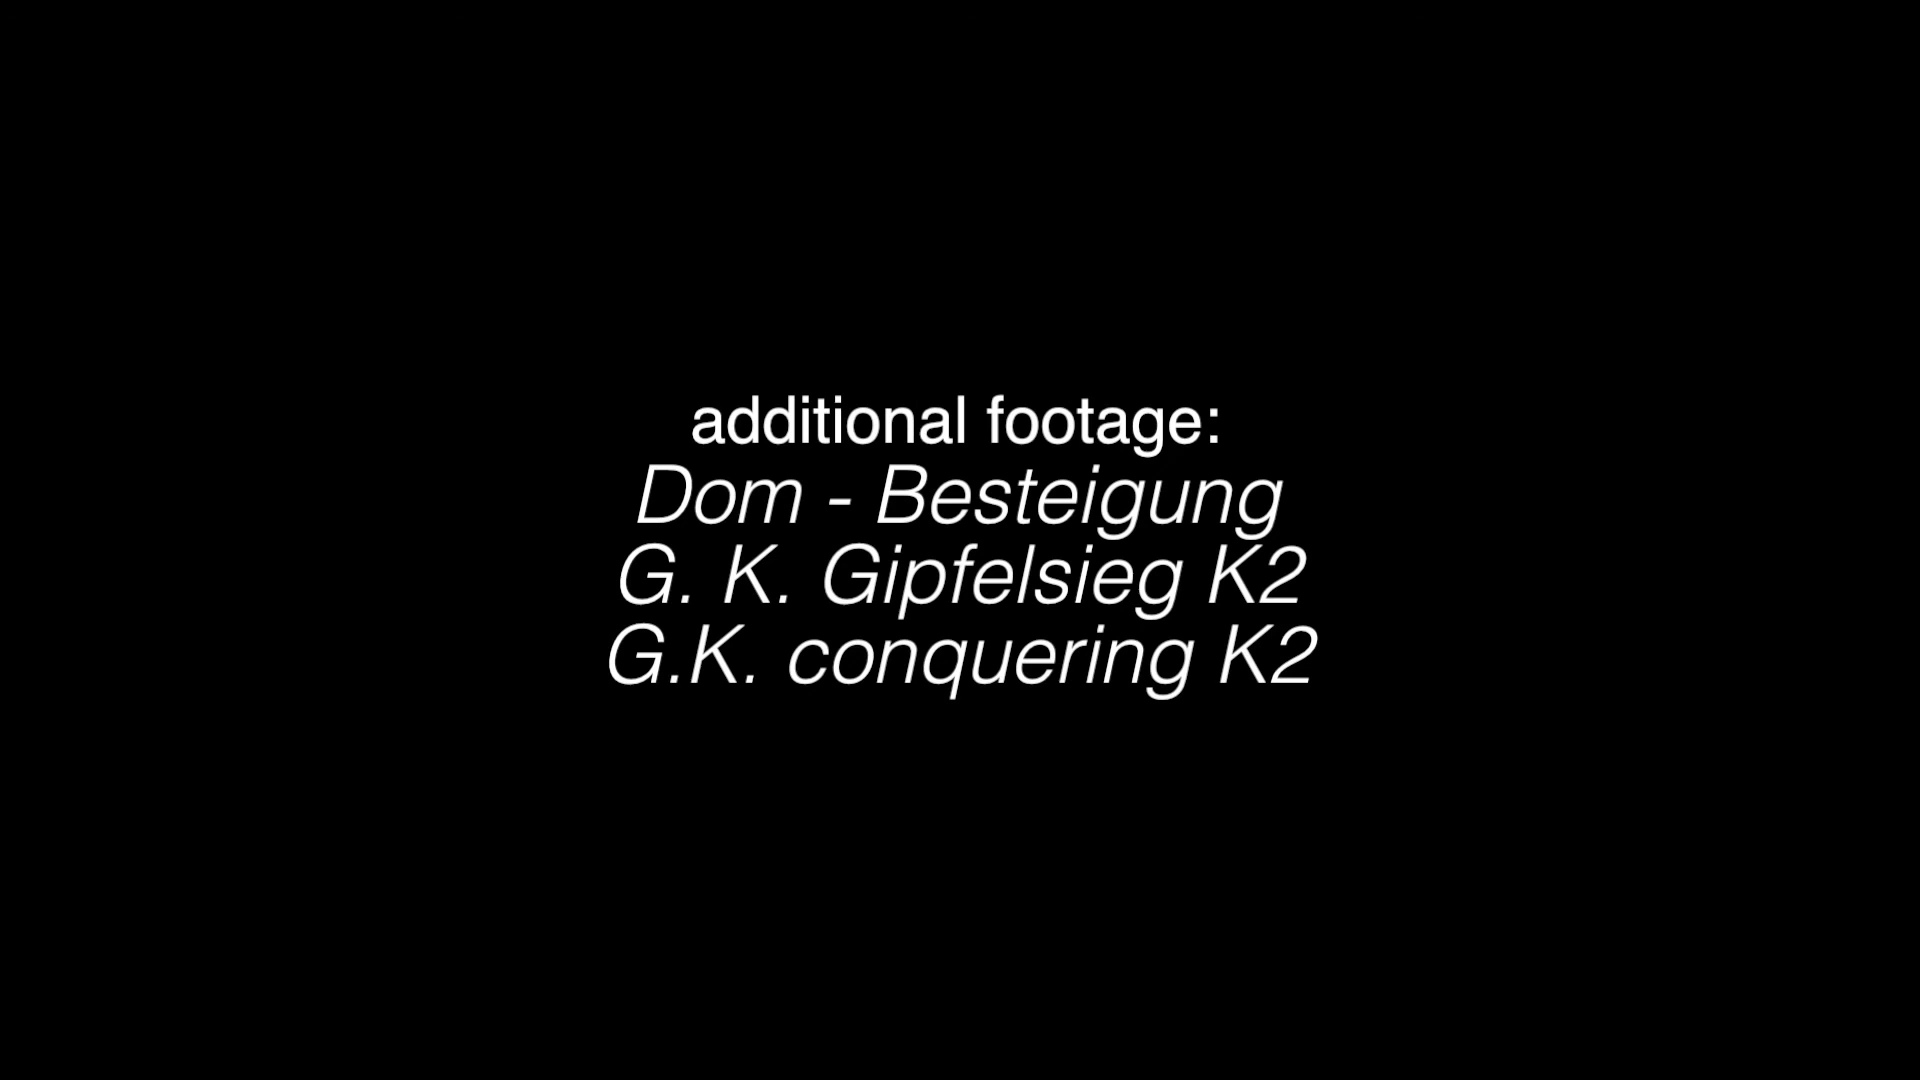 additional footage:
Dom - Besteigung
G. K. Gipfelsieg K2
G.K. conquering K2